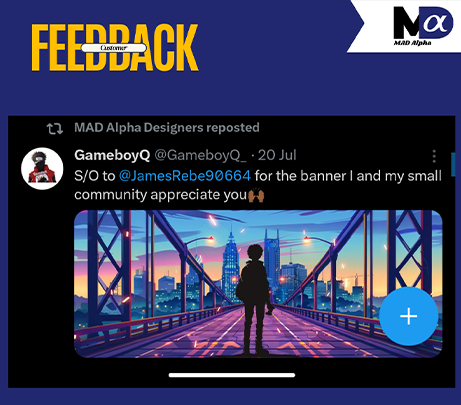 FEEDBACK
Customer
MAD Alpha
MAD Alpha Designers reposted
GameboyQ @GameboyQ_ · 20 Jul
S/O to @JamesRebe90664 for the banner I and my small
community appreciate you🙌🏾